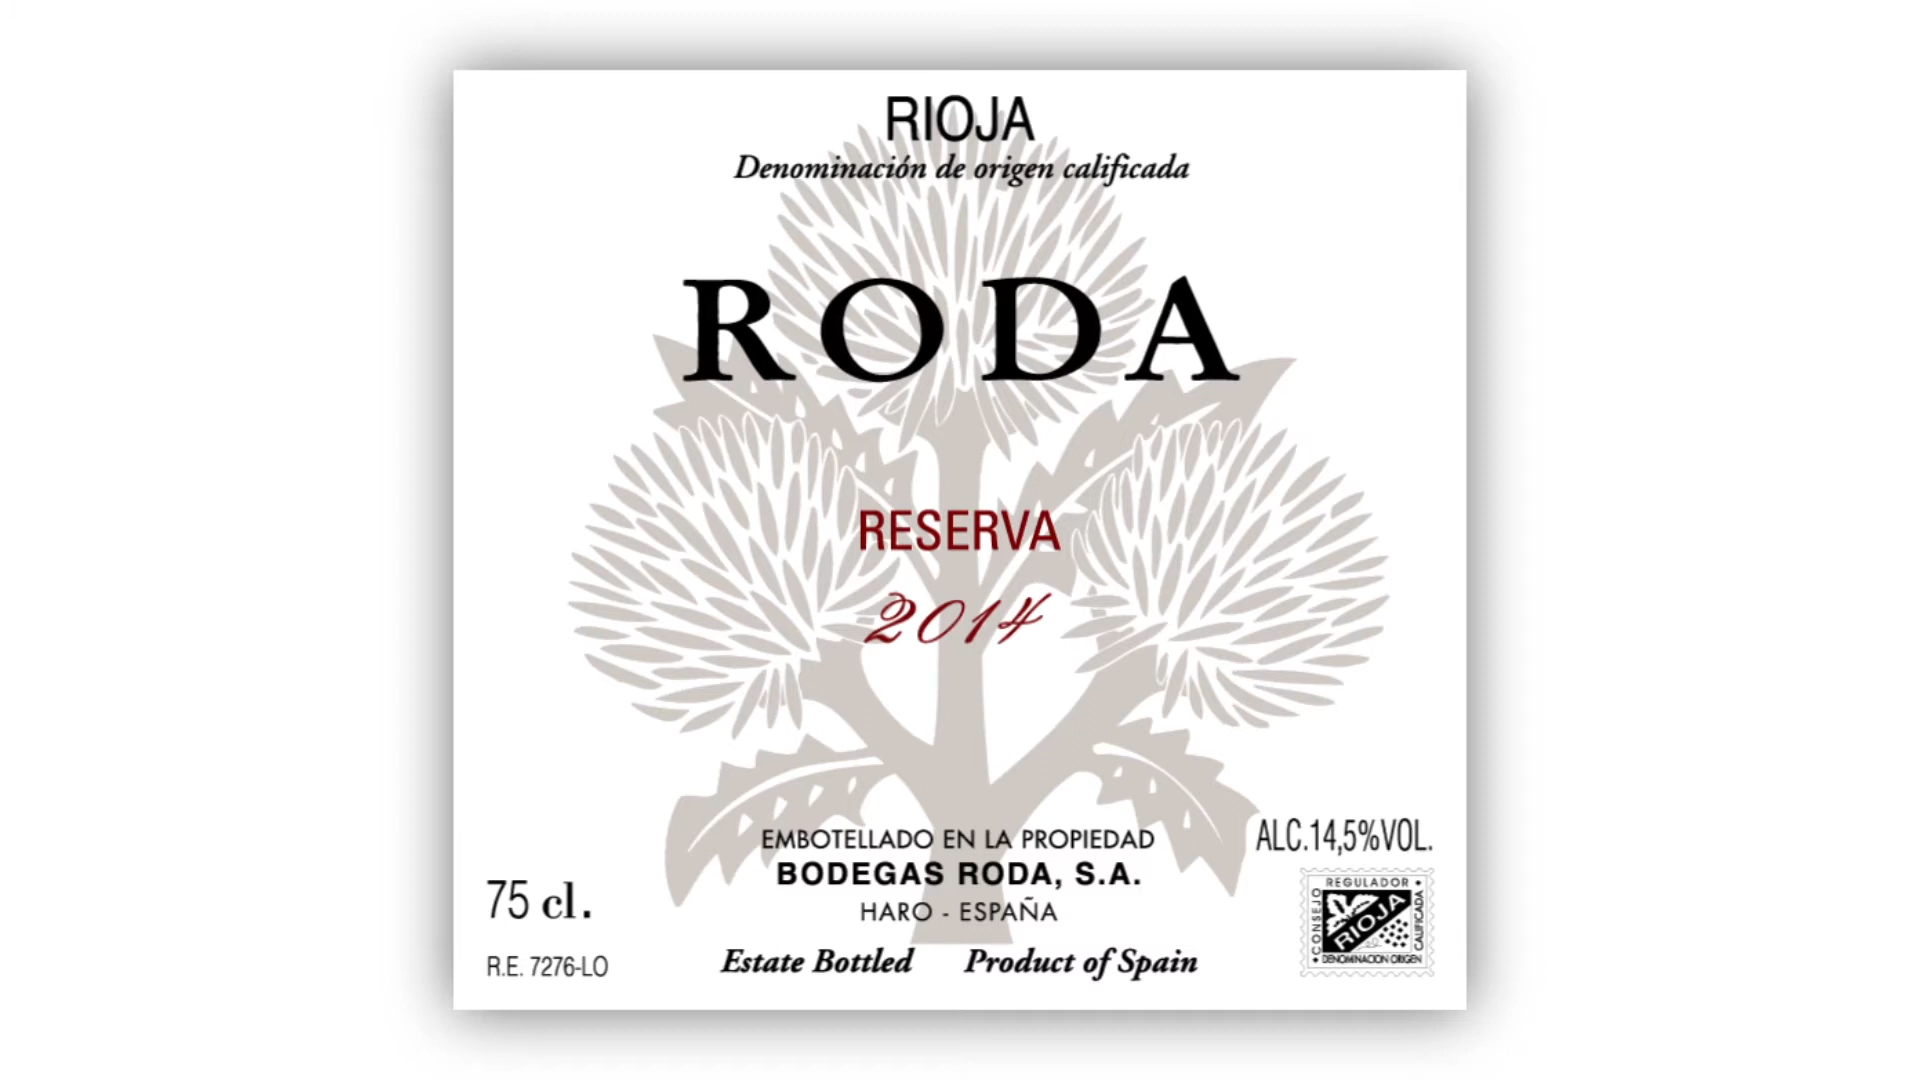 RIOJA
Denominación de origen calificada
RODA
RESERVA
2014
EMBOTELLADO EN LA PROPIEDAD
BODEGAS RODA, S.A.
HARO - ESPAÑA
Estate Bottled Product of Spain
75 cl.
R.E. 7276-LO
ALC.14,5%VOL.
CONSEJO REGULADOR
RIOJA
DENOMINACION ORIGEN CALIFICADA